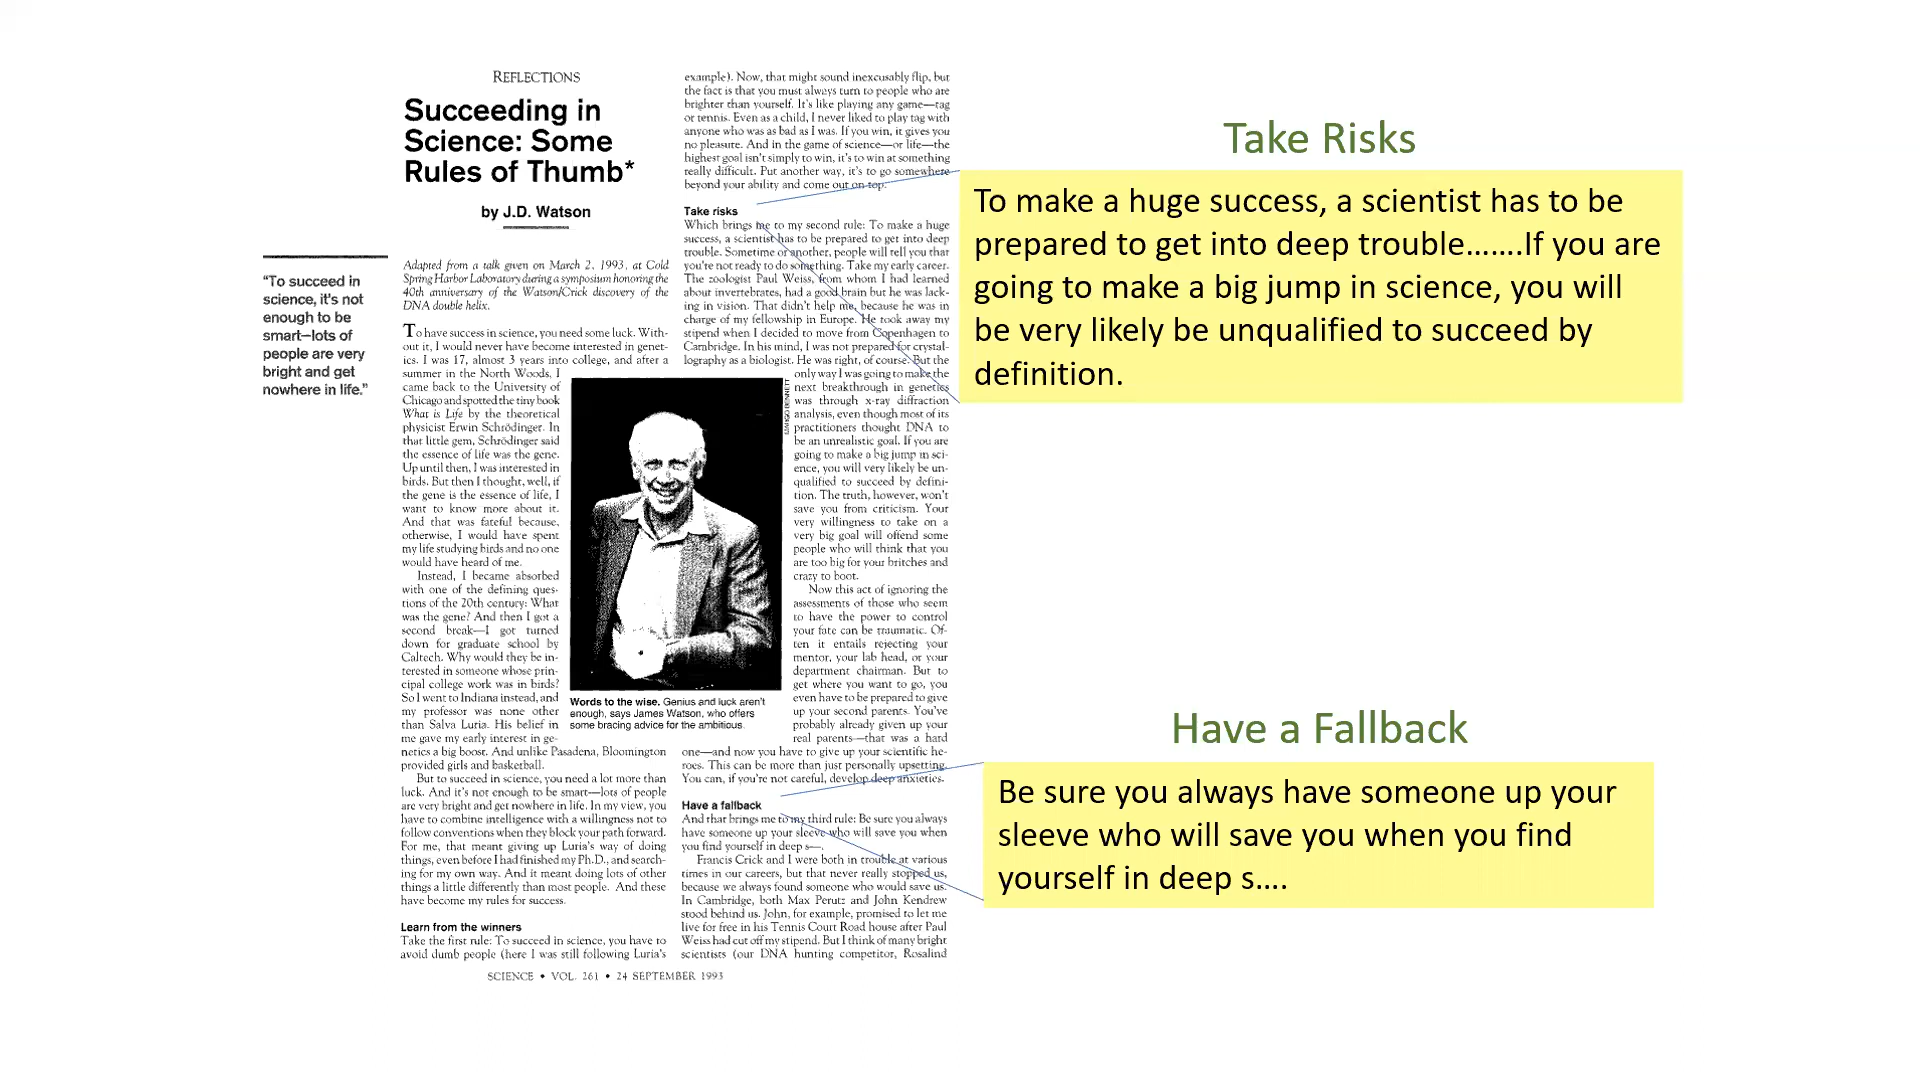 REFLECTIONS
Succeeding in
Science: Some
Rules of Thumb*
by J.D. Watson
"To succeed in
science, it's not
enough to be
smart—lots of
people are very
bright and get
nowhere in life."
Adapted from a talk given on March 2, 1993, at Cold
Spring Harbor Laboratory during a symposium honoring the
40th anniversary of the Watson/Crick discovery of the
DNA double helix.
To have success in science, you need some luck. With-
out it, I would never have become interested in genet-
ics. I was 17, almost 3 years into college, and after a
summer in the North Woods, I
came back to the University of
Chicago and spotted the tiny book
What is Life by the theoretical
physicist Erwin Schrödinger. In
that little gem, Schrödinger said
the essence of life was the gene.
Up until then, I was interested in
birds. But then I thought, well, if
the gene is the essence of life, I
want to know more about it.
And that was fateful because,
otherwise, I would have spent
my life studying birds and no one
would have heard of me.
Instead, I became absorbed
with one of the defining ques-
tions of the 20th century: What
was the gene? And then I got a
second break—I got turned
down for graduate school by
Caltech. Why would they be in-
terested in someone whose prin-
cipal college work was in birds?
So I went to Indiana instead, and
my professor was none other
than Salva Luria. His belief in
me gave my early interest in ge-
netics a big boost. And unlike Pasadena, Bloomington
provided girls and basketball.
But to succeed in science, you need a lot more than
luck. And it's not enough to be smart—lots of people
are very bright and get nowhere in life. In my view, you
have to combine intelligence with a willingness not to
follow conventions when they block your path forward.
For me, that meant giving up Luria's way of doing
things, even before I had finished my Ph.D., and search-
ing for my own way. And it meant doing lots of other
things a little differently than most people. And these
have become my rules for success.
Learn from the winners
Take the first rule: To succeed in science, you have to
avoid dumb people (here I was still following Luria's
example). Now, that might sound inexcusably flip, but
the fact is that you must always turn to people who are
brighter than yourself. It's like playing any game—tag
or tennis. Even as a child, I never liked to play tag with
anyone who was as bad as I was. If you win, it gives you
no pleasure. And in the game of science—or life—the
highest goal isn't simply to win, it's to win at something
really difficult. Put another way, it's to go somewhere
beyond your ability and come out on top.
Take risks
Which brings me to my second rule: To make a huge
success, a scientist has to be prepared to get into deep
trouble. Sometime or another, people will tell you that
you're not ready to do something. Take my early career.
The zoologist Paul Weiss, from whom I had learned
about invertebrates, had a good brain but he was lack-
ing in vision. That didn't help me, because he was in
charge of my fellowship in Europe. He took away my
stipend when I decided to move from Copenhagen to
Cambridge. In his mind, I was not prepared for crystal-
lography as a biologist. He was right, of course. But the
only way I was going to make the
next breakthrough in genetics
was through x-ray diffraction
analysis, even though most of its
practitioners thought DNA to
be an unrealistic goal. If you are
going to make a big jump in sci-
ence, you will very likely be un-
qualified to succeed by defini-
tion. The truth, however, won't
save you from criticism. Your
very willingness to take on a
very big goal will offend some
people who will think that you
are too big for your britches and
crazy to boot.
Now this act of ignoring the
assessments of those who seem
to have the power to control
your fate can be traumatic. Of-
ten it entails rejecting your
mentor, your lab head, or your
department chairman. But to
get where you want to go, you
even have to be prepared to give
up your second parents. You've
probably already given up your
real parents—that was a hard
one—and now you have to give up your scientific he-
roes. This can be more than just personally upsetting.
You can, if you're not careful, develop deep anxieties.
Have a fallback
And that brings me to my third rule: Be sure you always
have someone up your sleeve who will save you when
you find yourself in deep s—.
Francis Crick and I were both in trouble at various
times in our careers, but that never really stopped us,
because we always found someone who would save us.
In Cambridge, both Max Perutz and John Kendrew
stood behind us. John, for example, promised to let me
live for free in his Tennis Court Road house after Paul
Weiss had cut off my stipend. But I think of many bright
scientists (our DNA hunting competitor, Rosalind
MARGO BENNETT
Words to the wise. Genius and luck aren't
enough, says James Watson, who offers
some bracing advice for the ambitious.
SCIENCE • VOL. 261 • 24 SEPTEMBER 1993
Take Risks
To make a huge success, a scientist has to be
prepared to get into deep trouble…….If you are
going to make a big jump in science, you will
be very likely be unqualified to succeed by
definition.
Have a Fallback
Be sure you always have someone up your
sleeve who will save you when you find
yourself in deep s….